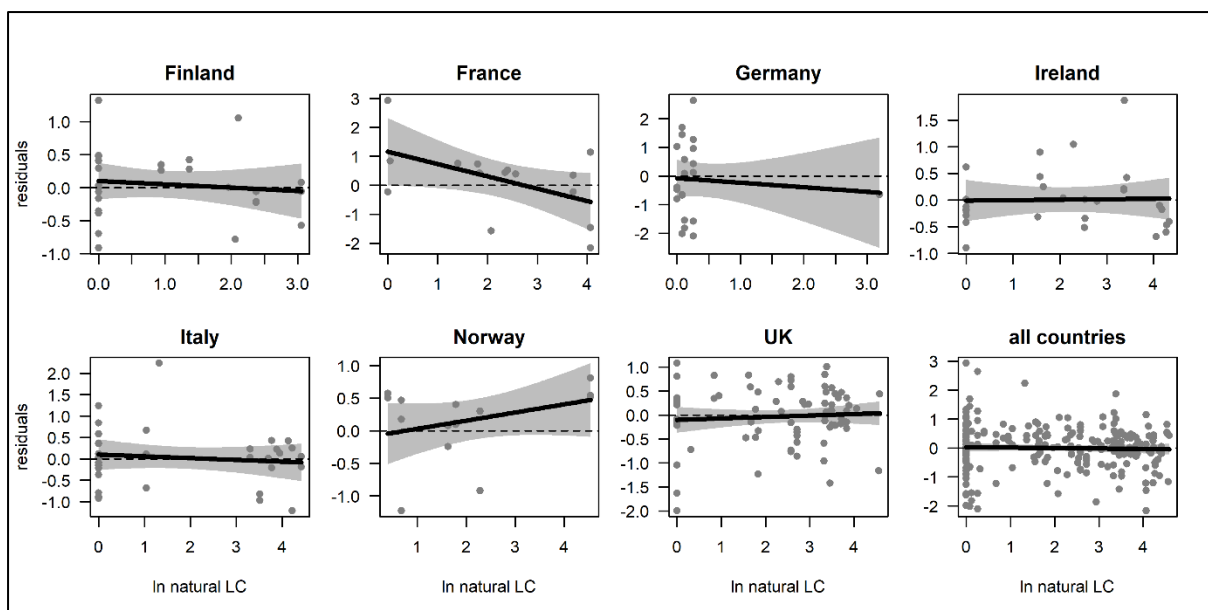 Finland
France
Germany
Ireland
residuals
1.0
0.5
0.0
-0.5
-1.0
0.0 1.0 2.0 3.0
3
2
1
0
-1
-2
0 1 2 3 4
2
1
0
-1
-2
0.0 1.0 2.0 3.0
1.5
1.0
0.5
0.0
-0.5
-1.0
0 1 2 3 4
Italy
Norway
UK
all countries
residuals
2.0
1.5
1.0
0.5
0.0
-0.5
-1.0
0 1 2 3 4
ln natural LC
1.0
0.5
0.0
-0.5
-1.0
1 2 3 4
ln natural LC
1.0
0.5
0.0
-0.5
-1.0
-1.5
-2.0
0 1 2 3 4
ln natural LC
3
2
1
0
-1
-2
0 1 2 3 4
ln natural LC